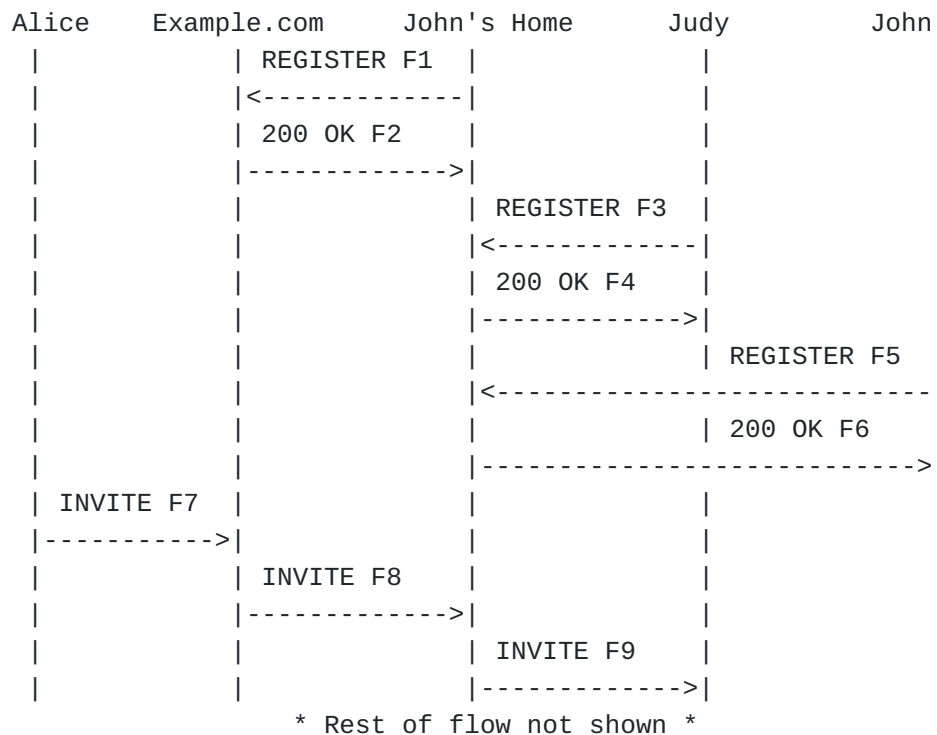 Alice    Example.com     John's Home     Judy         John
  |            | REGISTER F1  |              |
  |            |<-------------|              |
  |            | 200 OK F2    |              |
  |            |------------->|              |
  |            |              | REGISTER F3  |
  |            |              |<-------------|
  |            |              | 200 OK F4    |
  |            |              |------------->|
  |            |              |              | REGISTER F5
  |            |              |<----------------------------
  |            |              |              | 200 OK F6
  |            |              |---------------------------->
  | INVITE F7  |              |              |
  |----------->|              |              |
  |            | INVITE F8    |              |
  |            |------------->|              |
  |            |              | INVITE F9    |
  |            |              |------------->|
                   * Rest of flow not shown *